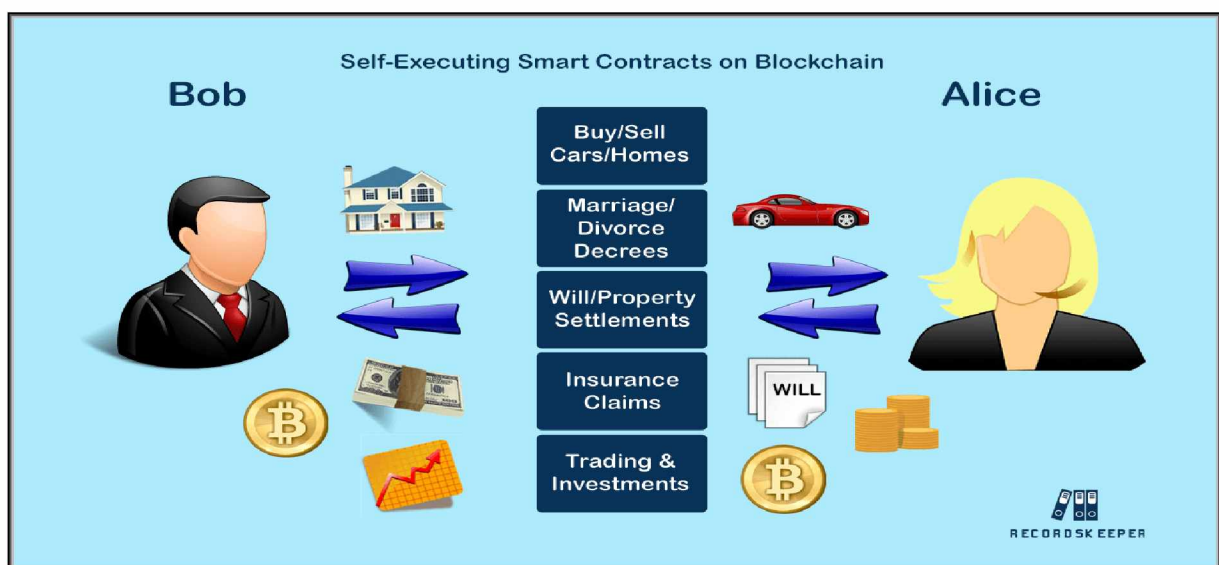 Self-Executing Smart Contracts on Blockchain
Bob
Alice
Buy/Sell
Cars/Homes
Marriage/
Divorce
Decrees
Will/Property
Settlements
Insurance
Claims
WILL
Trading &
Investments
RECORDSKEEPER